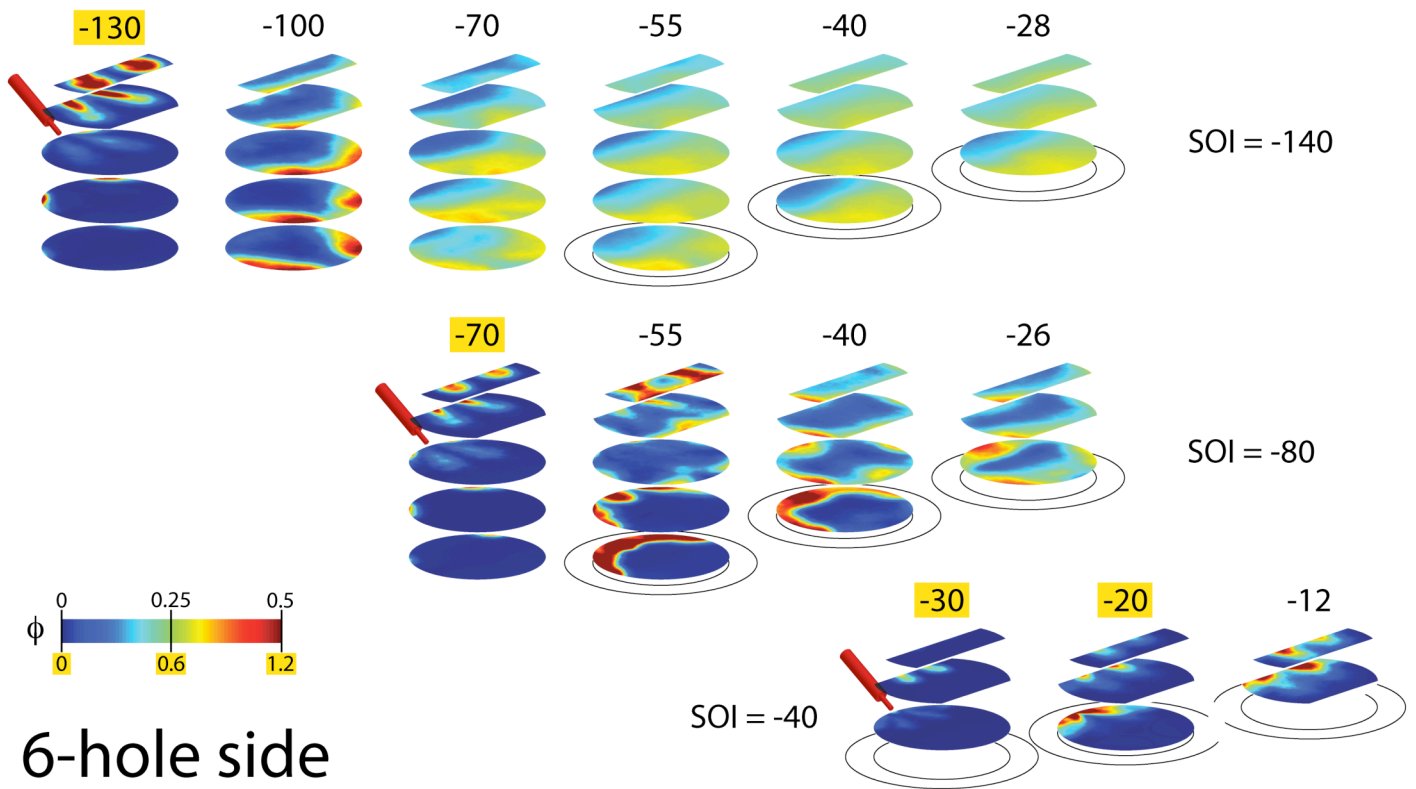 -130 -100 -70 -55 -40 -28
SOI = -140
-70 -55 -40 -26
SOI = -80
-30 -20 -12
SOI = -40
0 0.25 0.5
ϕ
0 0.6 1.2
6-hole side